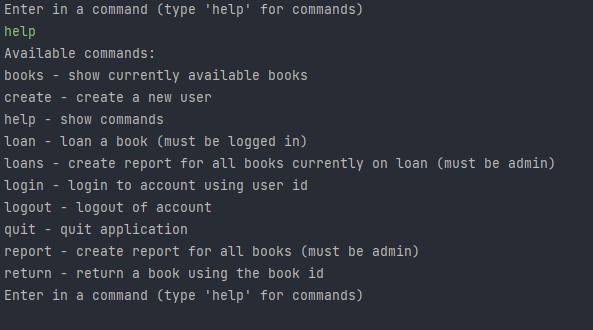 Enter in a command (type 'help' for commands)
help
Available commands:
books - show currently available books
create - create a new user
help - show commands
loan - loan a book (must be logged in)
loans - create report for all books currently on loan (must be admin)
login - login to account using user id
logout - logout of account
quit - quit application
report - create report for all books (must be admin)
return - return a book using the book id
Enter in a command (type 'help' for commands)